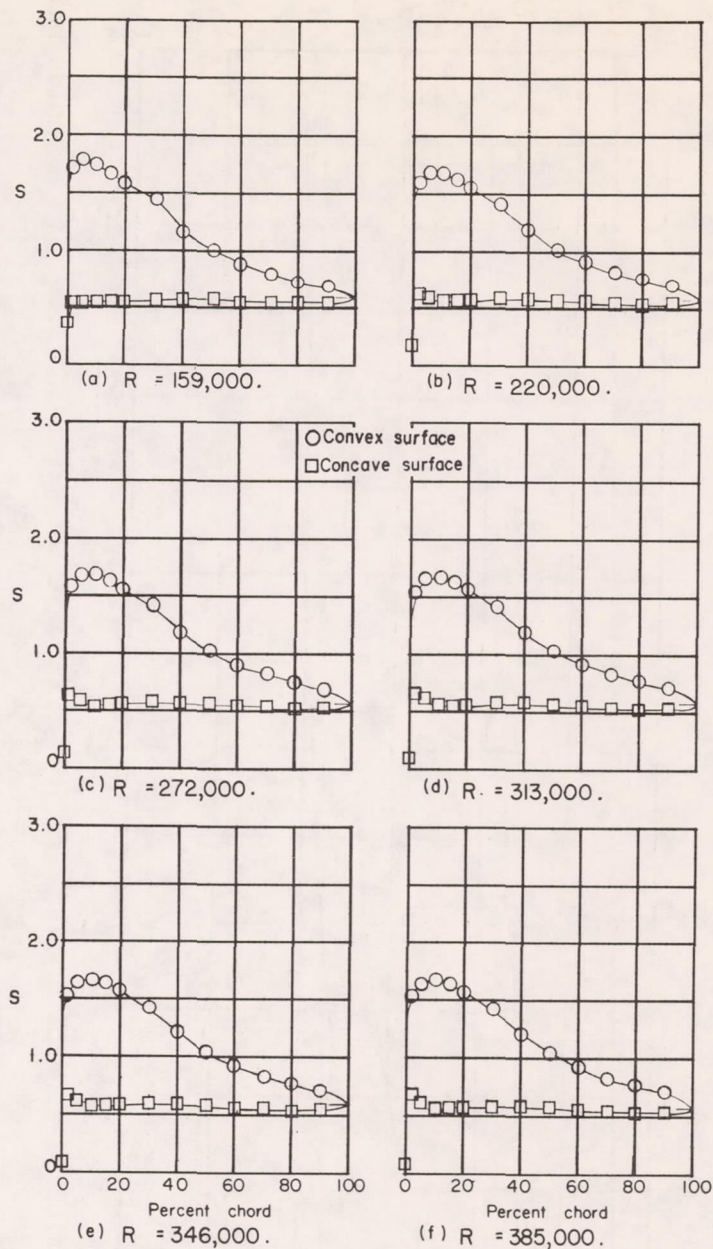 3.0
2.0
S
1.0
0
(a) R = 159,000.
(b) R = 220,000.
3.0
○ Convex surface
□ Concave surface
2.0
S
1.0
0
(c) R = 272,000.
(d) R. = 313,000.
3.0
2.0
S
1.0
0
0 20 40 60 80 100
0 20 40 60 80 100
Percent chord
Percent chord
(e) R = 346,000.
(f) R = 385,000.